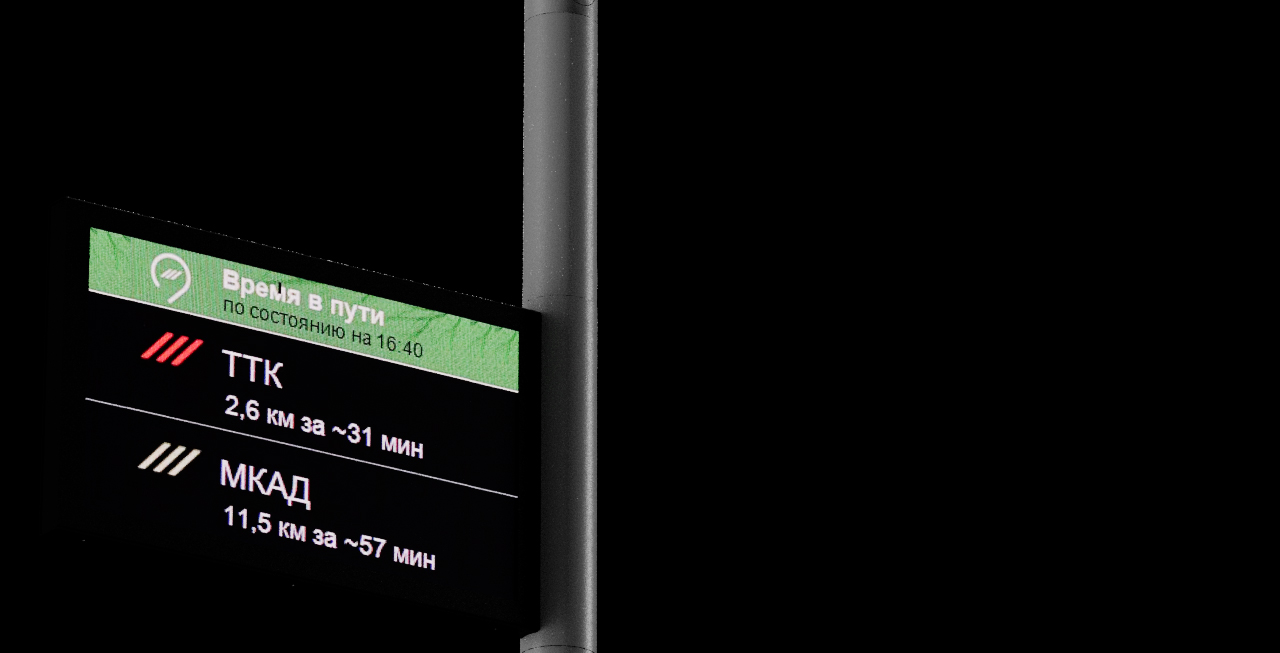 Время в пути
по состоянию на 16:40
ТТК
2,6 км за ~31 мин
МКАД
11,5 км за ~57 мин